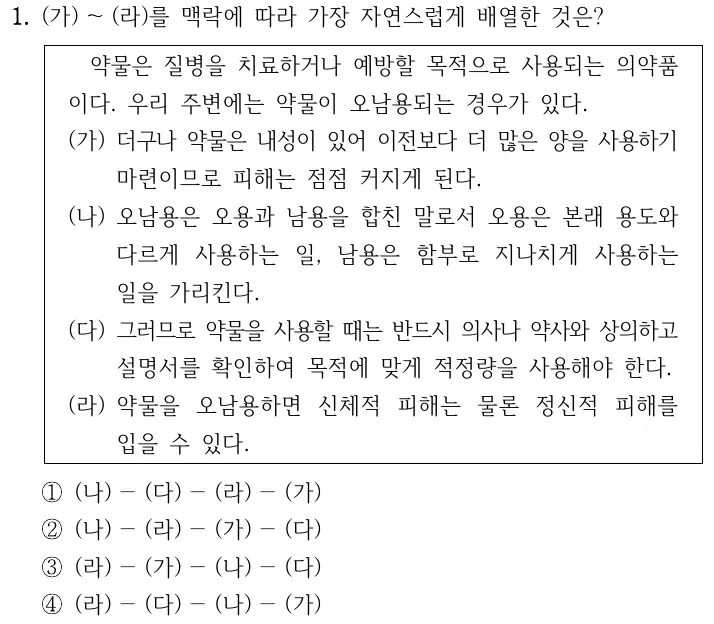 1. (가) ~ (라)를 맥락에 따라 가장 자연스럽게 배열한 것은?
약물은 질병을 치료하거나 예방할 목적으로 사용되는 의약품
이다. 우리 주변에는 약물이 오남용되는 경우가 있다.
(가) 더구나 약물은 내성이 있어 이전보다 더 많은 양을 사용하기
마련이므로 피해는 점점 커지게 된다.
(나) 오남용은 오용과 남용을 합친 말로서 오용은 본래 용도와
다르게 사용하는 일, 남용은 함부로 지나치게 사용하는
일을 가리킨다.
(다) 그러므로 약물을 사용할 때는 반드시 의사나 약사와 상의하고
설명서를 확인하여 목적에 맞게 적정량을 사용해야 한다.
(라) 약물을 오남용하면 신체적 피해는 물론 정신적 피해를
입을 수 있다.
① (나) - (다) - (라) - (가)
② (나) - (라) - (가) - (다)
③ (라) - (가) - (나) - (다)
④ (라) - (다) - (나) - (가)